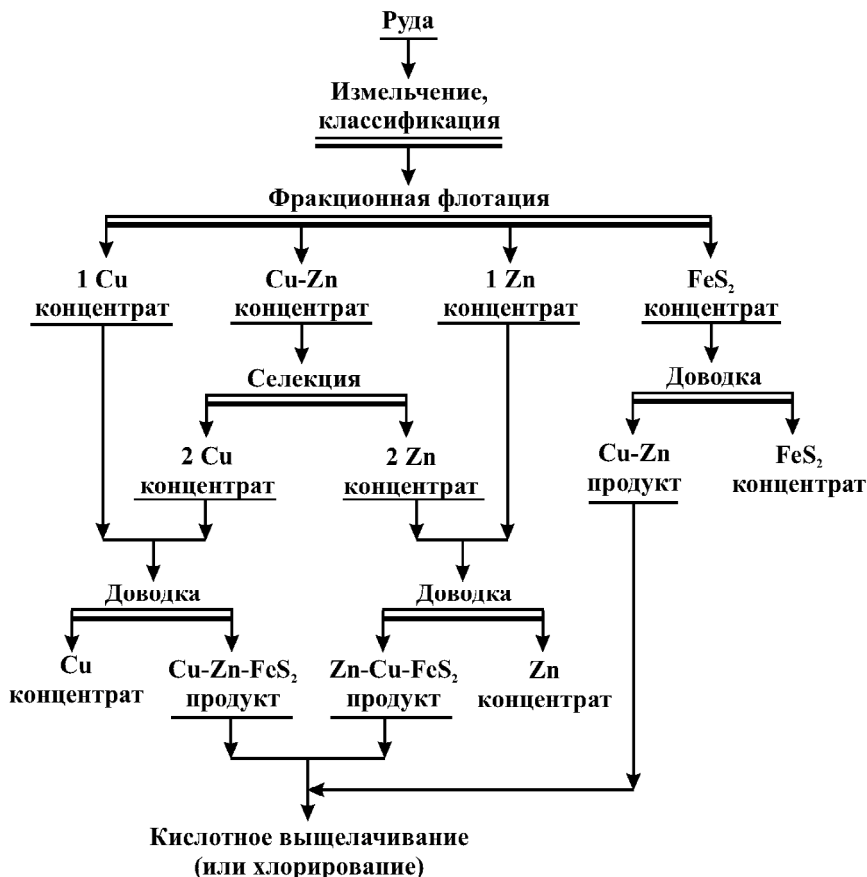 Руда
Измельчение,
классификация
Фракционная флотация
1 Cu
концентрат
Cu-Zn
концентрат
1 Zn
концентрат
FeS₂
концентрат
Селекция
Доводка
2 Cu
концентрат
2 Zn
концентрат
Cu-Zn
продукт
FeS₂
концентрат
Доводка
Доводка
Cu
концентрат
Cu-Zn-FeS₂
продукт
Zn-Cu-FeS₂
продукт
Zn
концентрат
Кислотное выщелачивание
(или хлорирование)